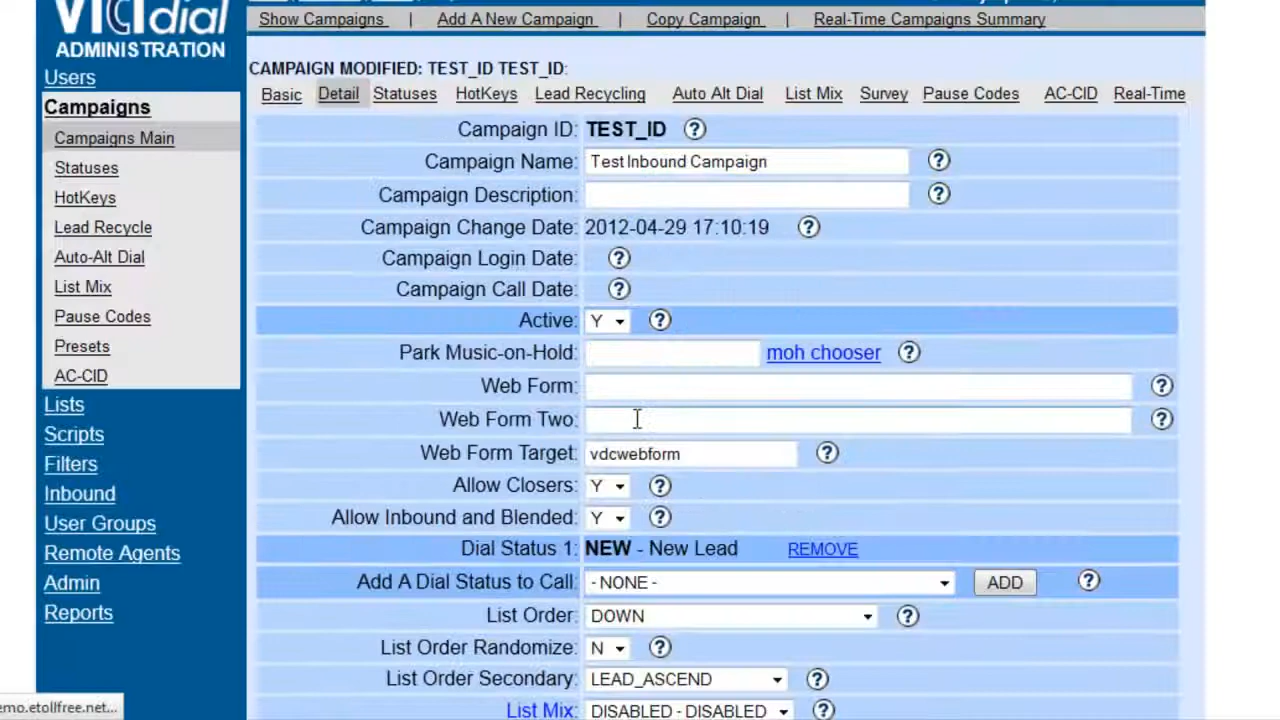 VICIdial
ADMINISTRATION
Show Campaigns | Add A New Campaign | Copy Campaign | Real-Time Campaigns Summary
Users
Campaigns
Campaigns Main
Statuses
HotKeys
Lead Recycle
Auto-Alt Dial
List Mix
Pause Codes
Presets
AC-CID
Lists
Scripts
Filters
Inbound
User Groups
Remote Agents
Admin
Reports
CAMPAIGN MODIFIED: TEST_ID TEST_ID:
Basic Detail Statuses HotKeys Lead Recycling Auto Alt Dial List Mix Survey Pause Codes AC-CID Real-Time
Campaign ID: TEST_ID ?
Campaign Name: Test Inbound Campaign ?
Campaign Description: ?
Campaign Change Date: 2012-04-29 17:10:19 ?
Campaign Login Date: ?
Campaign Call Date: ?
Active: Y ?
Park Music-on-Hold: moh chooser ?
Web Form: ?
Web Form Two: ?
Web Form Target: vdcwebform ?
Allow Closers: Y ?
Allow Inbound and Blended: Y ?
Dial Status 1: NEW - New Lead REMOVE
Add A Dial Status to Call: - NONE - ADD ?
List Order: DOWN ?
List Order Randomize: N ?
List Order Secondary: LEAD_ASCEND ?
List Mix: DISABLED - DISABLED ?
emo.etollfree.net...